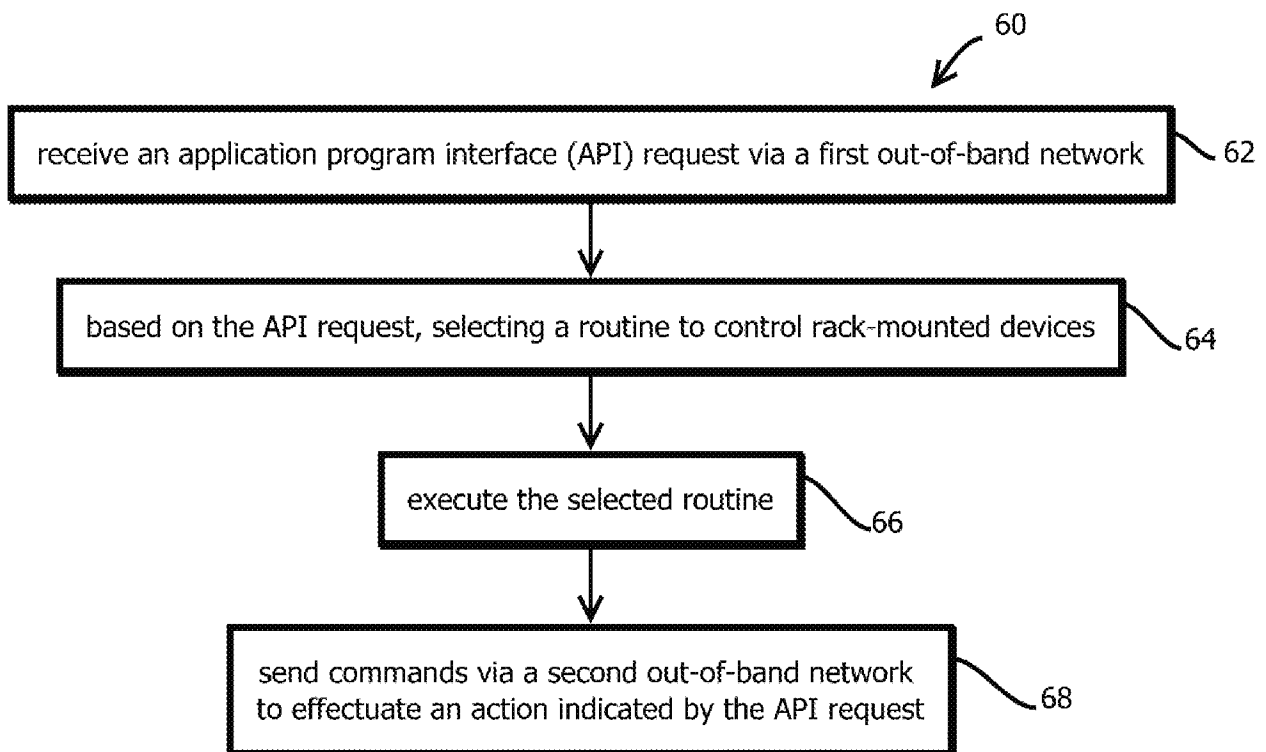 60
receive an application program interface (API) request via a first out-of-band network
62
based on the API request, selecting a routine to control rack-mounted devices
64
execute the selected routine
66
send commands via a second out-of-band network
to effectuate an action indicated by the API request
68